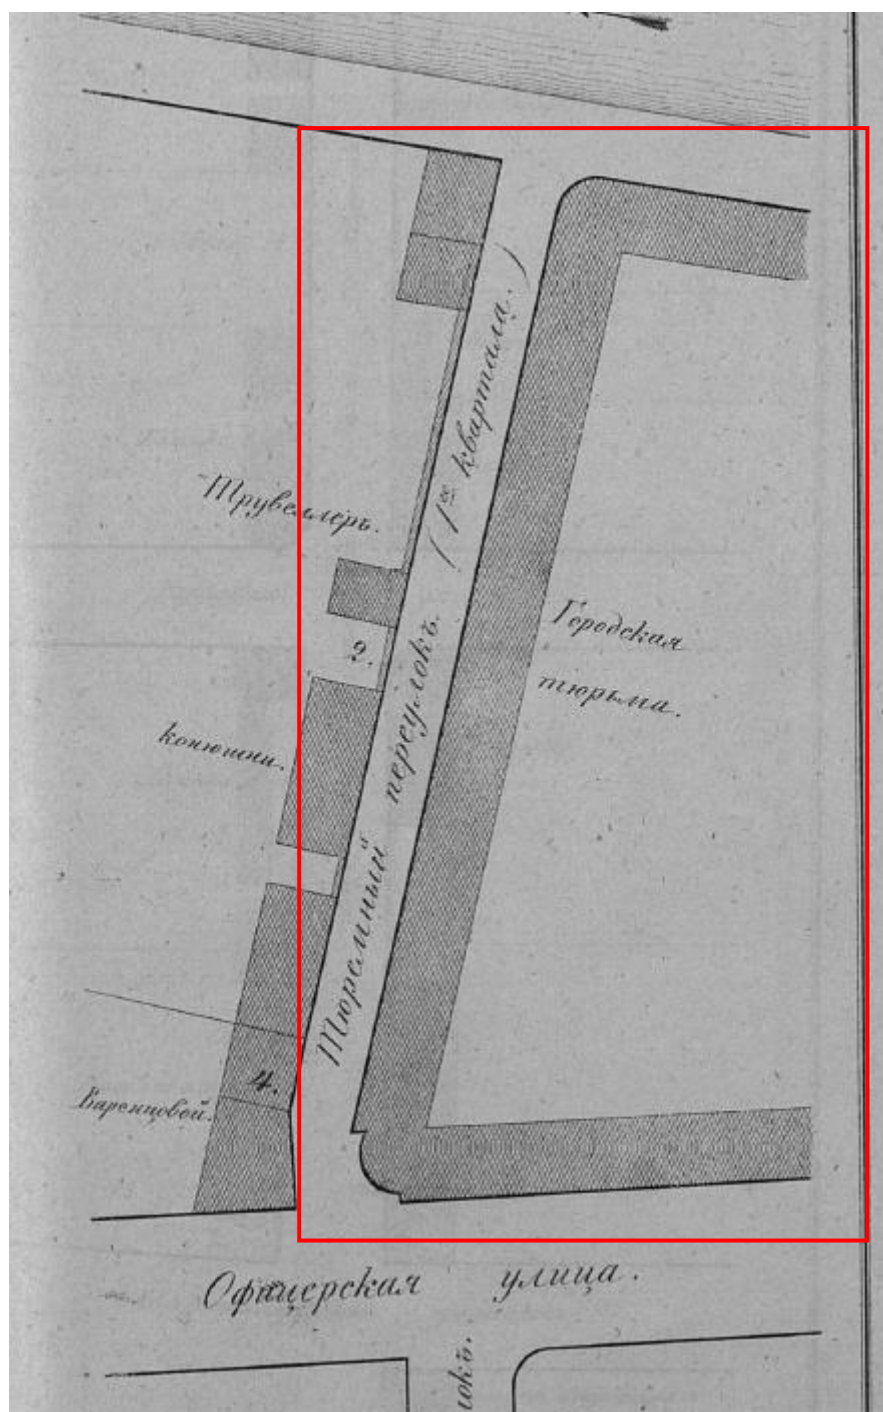 Трувеллеръ.
2.
конюшни.
4.
Варенцовой.
Тюремный переулокъ. (1го квартала.)
Городская
тюрьма.
Офицерская улица.
локъ.